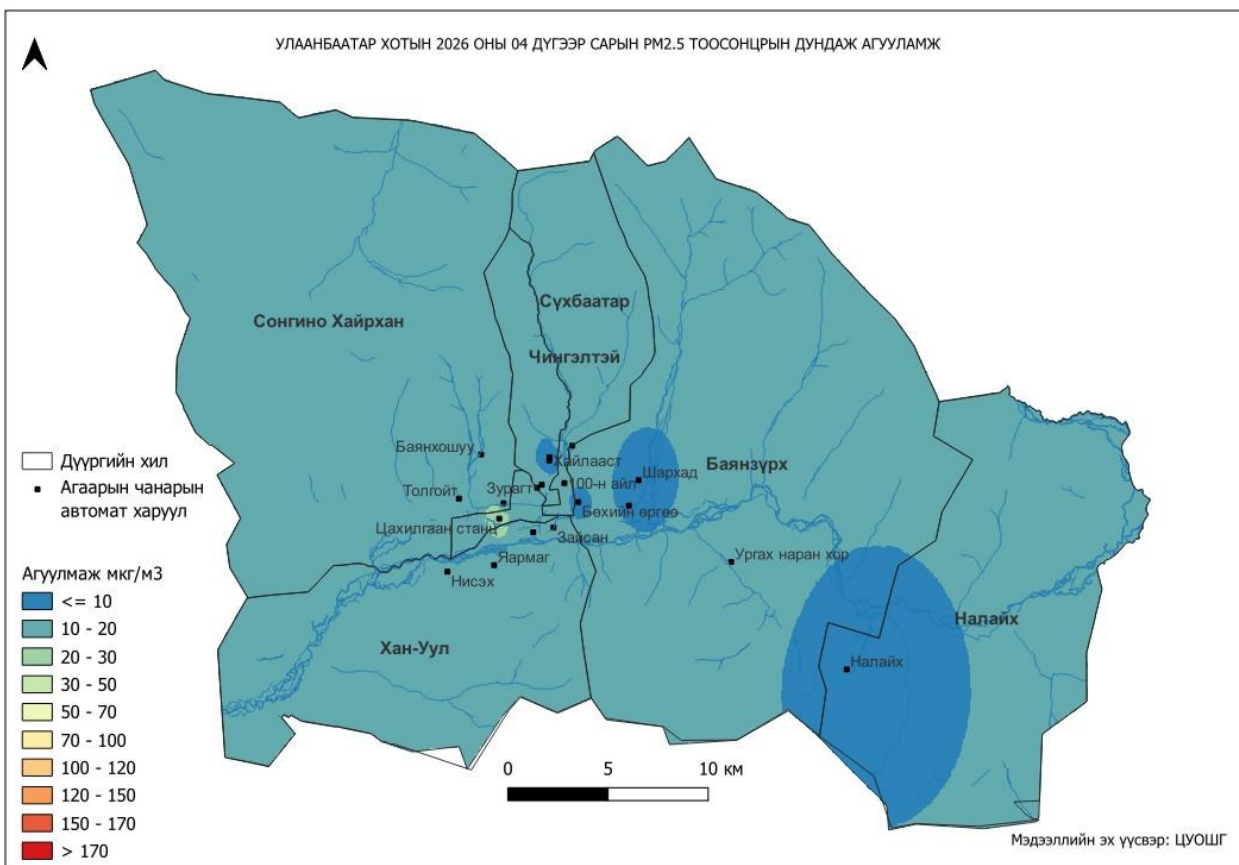 УЛААНБААТАР ХОТЫН 2026 ОНЫ 04 ДҮГЭЭР САРЫН PM2.5 ТООСОНЦРЫН ДУНДАЖ АГУУЛАМЖ
Сүхбаатар
Сонгино Хайрхан
Чингэлтэй
Баянхошуу
Хайлааст
Шархад
Баянзүрх
Толгойт
Зурагт
100-н айл
Бөхийн өргөө
Цахилгаан станц
Зайсан
Ургах наран хор
Яармаг
Нисэх
Налайх
Хан-Уул
Налайх
Дүүргийн хил
Агаарын чанарын
автомат харуул
Агуулмаж мкг/м3
<= 10
10 - 20
20 - 30
30 - 50
50 - 70
70 - 100
100 - 120
120 - 150
150 - 170
> 170
0 5 10 км
Мэдээллийн эх үүсвэр: ЦУОШГ